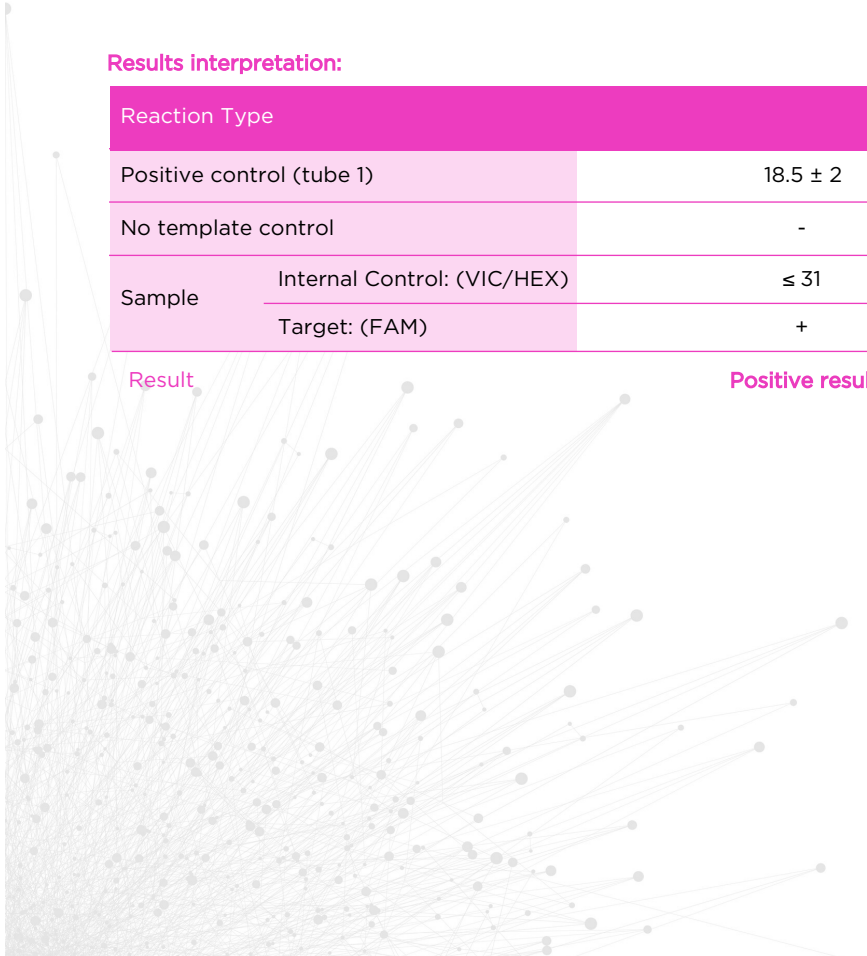 Results interpretation:
Reaction Type
Positive control (tube 1) 18.5 ± 2
No template control -
Sample Internal Control: (VIC/HEX) ≤ 31
Target: (FAM) +
Result Positive